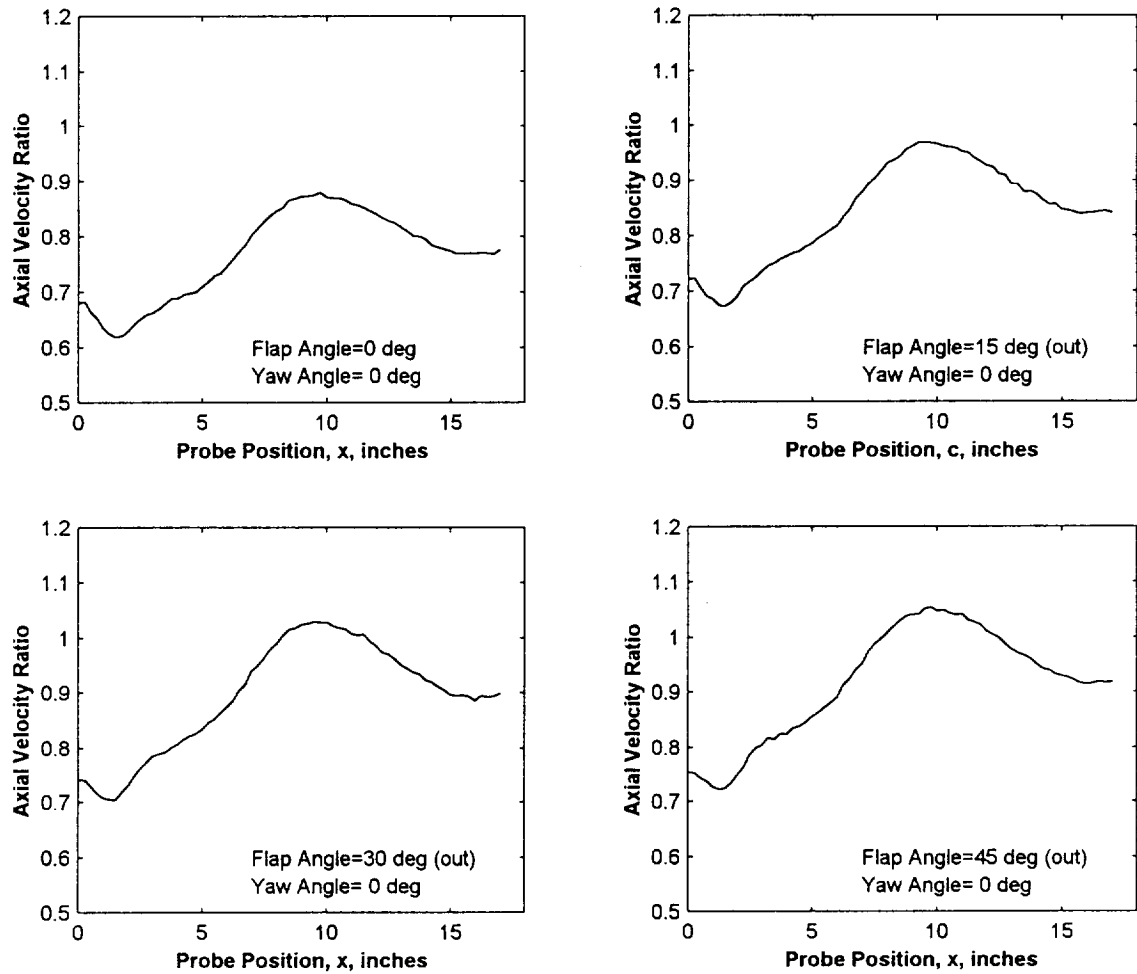 1.2
1.1
1
0.9
0.8
0.7
0.6
0.5
Axial Velocity Ratio
Flap Angle=0 deg
Yaw Angle= 0 deg
0 5 10 15
Probe Position, x, inches
1.2
1.1
1
0.9
0.8
0.7
0.6
0.5
Axial Velocity Ratio
Flap Angle=15 deg (out)
Yaw Angle= 0 deg
0 5 10 15
Probe Position, c, inches
1.2
1.1
1
0.9
0.8
0.7
0.6
0.5
Axial Velocity Ratio
Flap Angle=30 deg (out)
Yaw Angle= 0 deg
0 5 10 15
Probe Position, x, inches
1.2
1.1
1
0.9
0.8
0.7
0.6
0.5
Axial Velocity Ratio
Flap Angle=45 deg (out)
Yaw Angle= 0 deg
0 5 10 15
Probe Position, x, inches